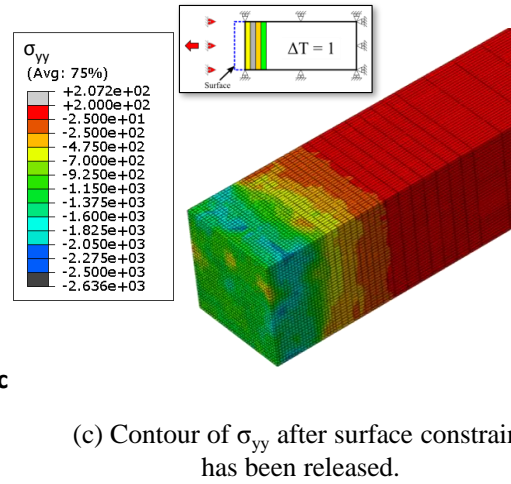 σyy
(Avg: 75%)
+2.072e+02
+2.000e+02
-2.500e+01
-2.500e+02
-4.750e+02
-7.000e+02
-9.250e+02
-1.150e+03
-1.375e+03
-1.600e+03
-1.825e+03
-2.050e+03
-2.275e+03
-2.500e+03
-2.636e+03
ΔT = 1
Surface
c
(c) Contour of σyy after surface constrain
has been released.